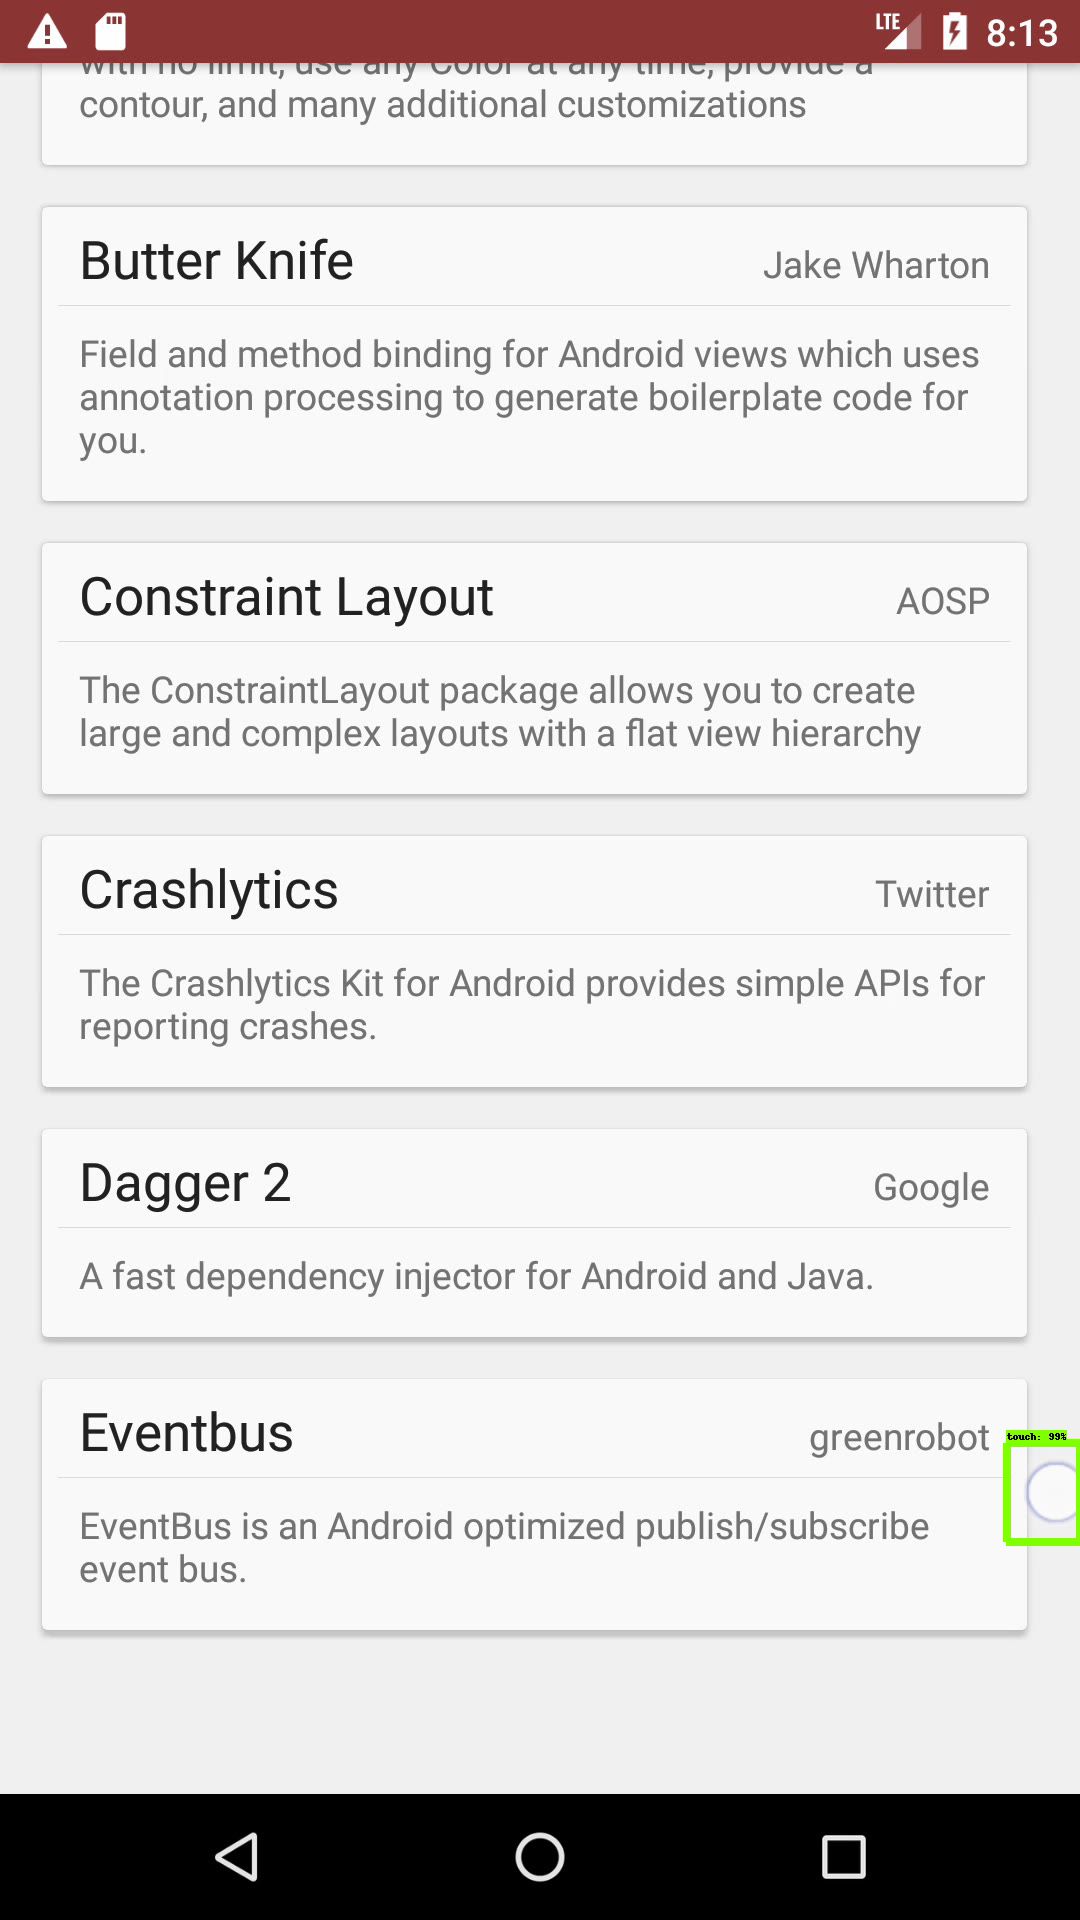 LTE 8:13
with no limit, use any Color at any time, provide a
contour, and many additional customizations
Butter Knife
Jake Wharton
Field and method binding for Android views which uses
annotation processing to generate boilerplate code for
you.
Constraint Layout
AOSP
The ConstraintLayout package allows you to create
large and complex layouts with a flat view hierarchy
Crashlytics
Twitter
The Crashlytics Kit for Android provides simple APIs for
reporting crashes.
Dagger 2
Google
A fast dependency injector for Android and Java.
Eventbus
greenrobot
touch: 99%
EventBus is an Android optimized publish/subscribe
event bus.